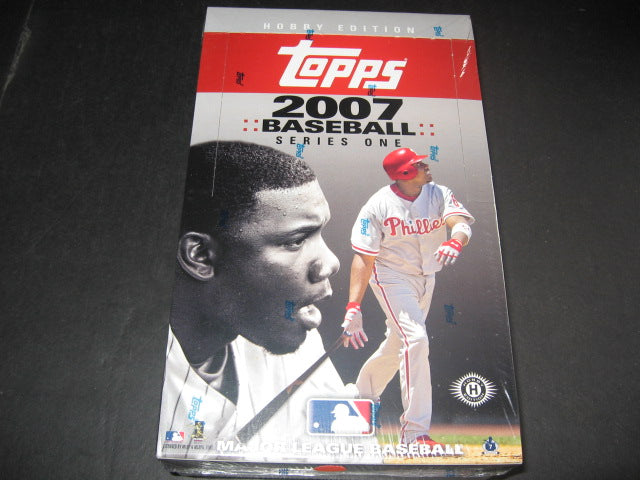 HOBBY EDITION
Topps
2007
BASEBALL
SERIES ONE
Phillies
H
MAJOR LEAGUE BASEBALL